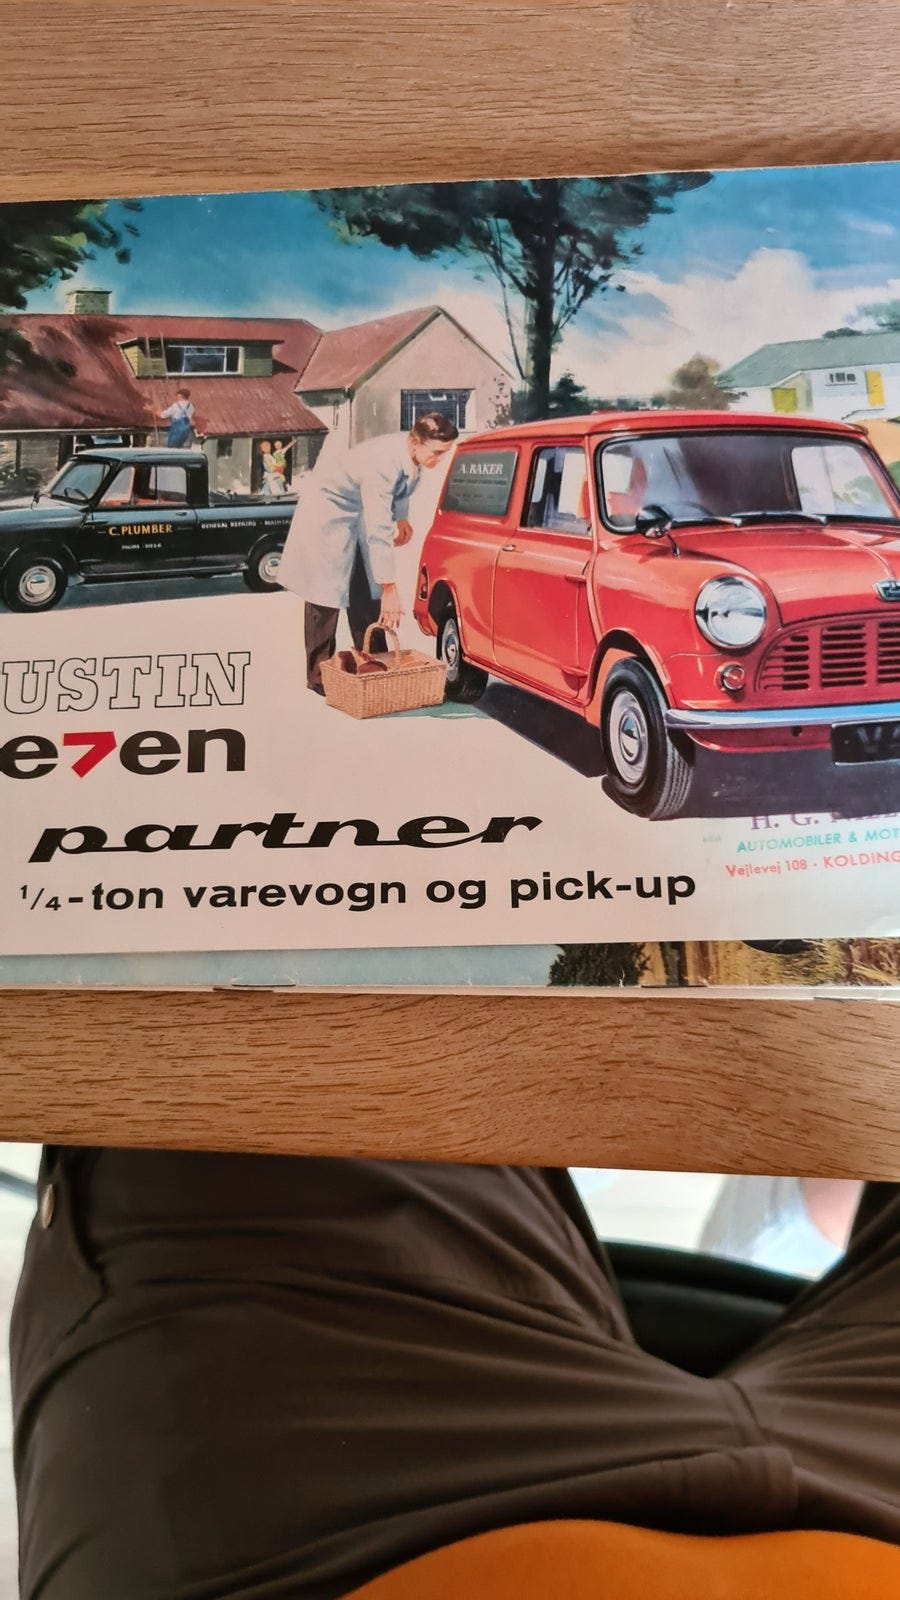 A. BAKER
C. PLUMBER
GENERAL REPAIRS
USTIN
e7en
partner
1/4-ton varevogn og pick-up
H. G.
AUTOMOBILER & MOT
Vejlevej 108 · KOLDING